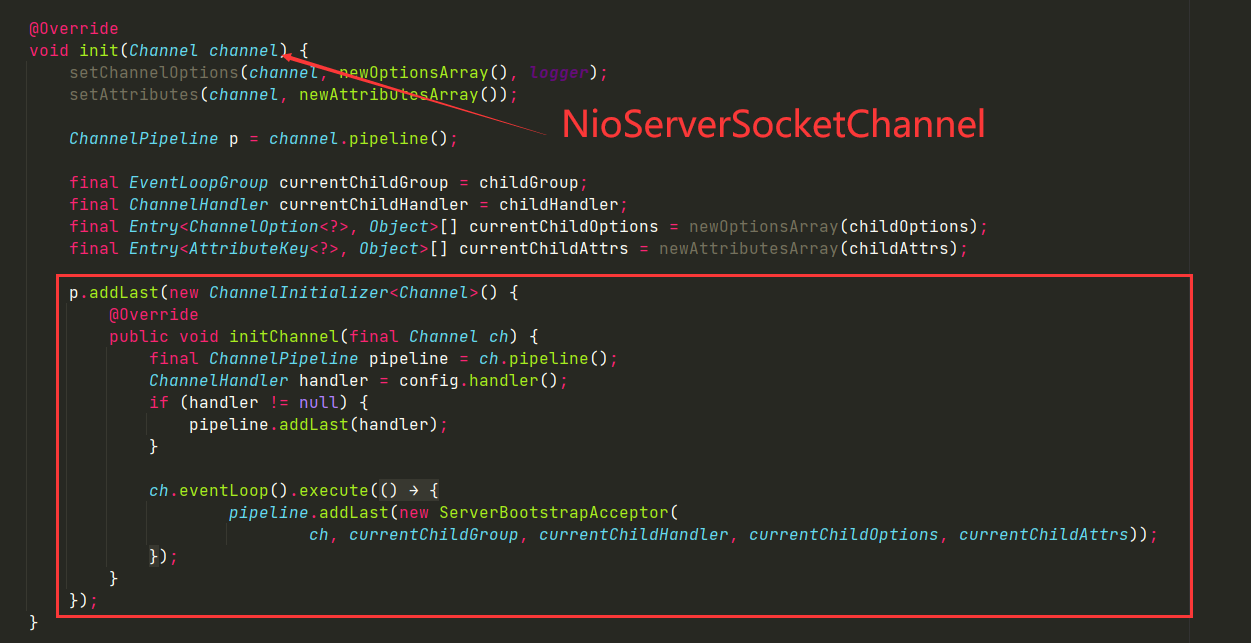 @Override
void init(Channel channel) {
setChannelOptions(channel, newOptionsArray(), logger);
setAttributes(channel, newAttributesArray());
NioServerSocketChannel
ChannelPipeline p = channel.pipeline();
final EventLoopGroup currentChildGroup = childGroup;
final ChannelHandler currentChildHandler = childHandler;
final Entry<ChannelOption<?>, Object>[] currentChildOptions = newOptionsArray(childOptions);
final Entry<AttributeKey<?>, Object>[] currentChildAttrs = newAttributesArray(childAttrs);
p.addLast(new ChannelInitializer<Channel>() {
@Override
public void initChannel(final Channel ch) {
final ChannelPipeline pipeline = ch.pipeline();
ChannelHandler handler = config.handler();
if (handler != null) {
pipeline.addLast(handler);
}
ch.eventLoop().execute(() → {
pipeline.addLast(new ServerBootstrapAcceptor(
ch, currentChildGroup, currentChildHandler, currentChildOptions, currentChildAttrs));
});
}
});
}